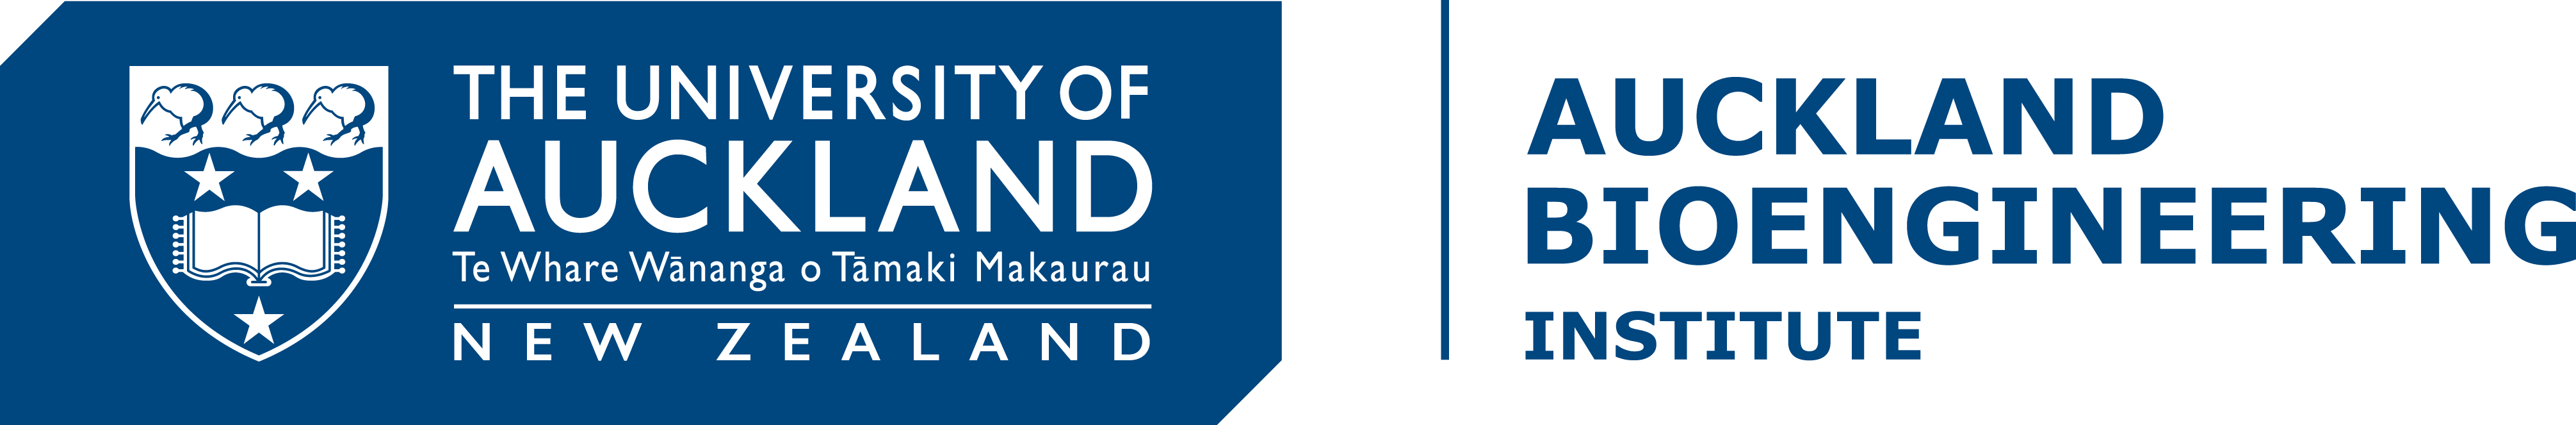 THE UNIVERSITY OF
AUCKLAND
Te Whare Wānanga o Tāmaki Makaurau
NEW ZEALAND
AUCKLAND
BIOENGINEERING
INSTITUTE